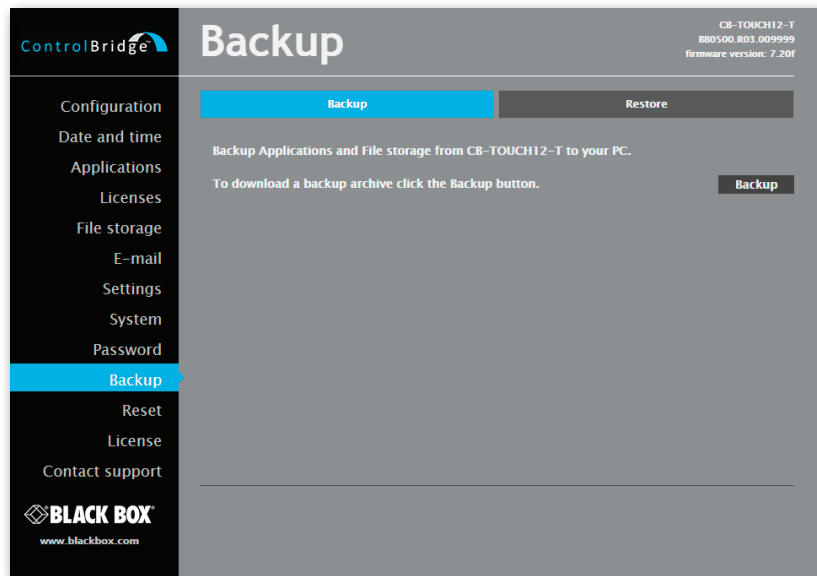 ControlBridge™
Backup
CB-TOUCH12-T
BB0500.R03.009999
firmware version: 7.20f
Configuration
Date and time
Applications
Licenses
File storage
E-mail
Settings
System
Password
Backup
Reset
License
Contact support
BLACK BOX®
www.blackbox.com
Backup
Restore
Backup Applications and File storage from CB-TOUCH12-T to your PC.
To download a backup archive click the Backup button.
Backup